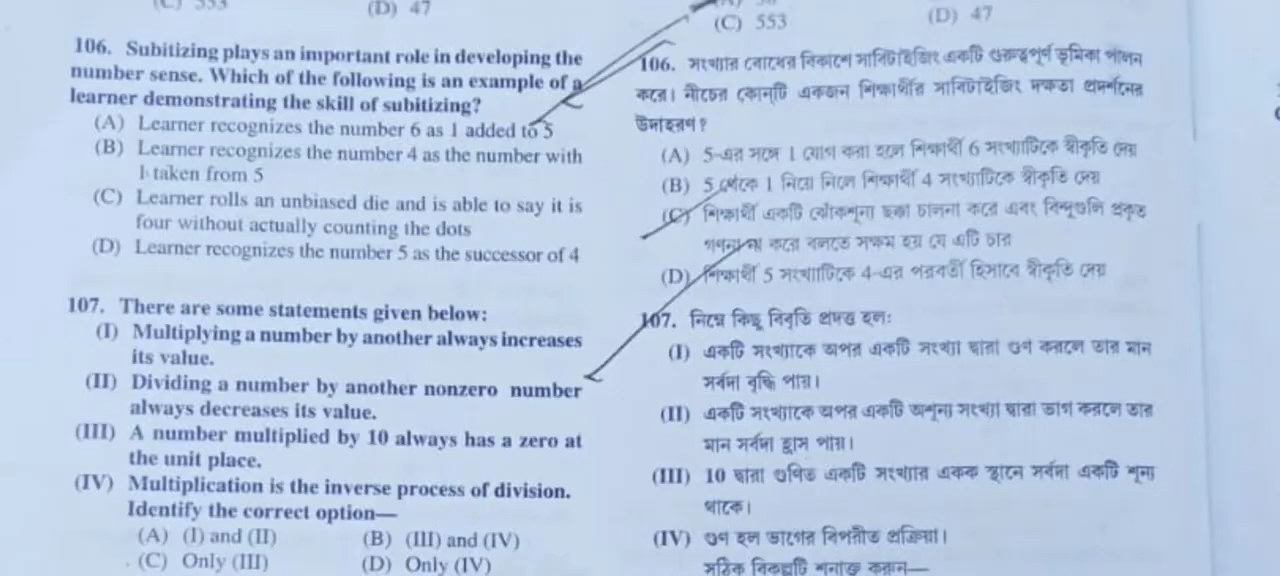 (C) 553
(D) 47
106. Subitizing plays an important role in developing the
number sense. Which of the following is an example of a
learner demonstrating the skill of subitizing?
(A) Learner recognizes the number 6 as 1 added to 5
(B) Learner recognizes the number 4 as the number with
1 taken from 5
(C) Learner rolls an unbiased die and is able to say it is
four without actually counting the dots
(D) Learner recognizes the number 5 as the successor of 4
107. There are some statements given below:
(I) Multiplying a number by another always increases
its value.
(II) Dividing a number by another nonzero number
always decreases its value.
(III) A number multiplied by 10 always has a zero at
the unit place.
(IV) Multiplication is the inverse process of division.
Identify the correct option—
(A) (I) and (II)
(B) (III) and (IV)
(C) Only (III)
(D) Only (IV)
(C) 553
(D) 47
106. সংখ্যার বোধের বিকাশে সাবিটাইজিং একটি গুরুত্বপূর্ণ ভূমিকা পালন
করে। নীচের কোন্‌টি একজন শিক্ষার্থীর সাবিটাইজিং দক্ষতা প্রদর্শনের
উদাহরণ?
(A) 5-এর সঙ্গে 1 যোগ করা হলে শিক্ষার্থী 6 সংখ্যাটিকে স্বীকৃতি দেয়
(B) 5 থেকে 1 নিয়ে নিলে শিক্ষার্থী 4 সংখ্যাটিকে স্বীকৃতি দেয়
(C) শিক্ষার্থী একটি ঝোঁকশূন্য ছক্কা চালনা করে এবং বিন্দুগুলি প্রকৃত
গণনা না করে বলতে সক্ষম হয় যে এটি চার
(D) শিক্ষার্থী 5 সংখ্যাটিকে 4-এর পরবর্তী হিসাবে স্বীকৃতি দেয়
107. নিম্নে কিছু বিবৃতি প্রদত্ত হল:
(I) একটি সংখ্যাকে অপর একটি সংখ্যা দ্বারা গুণ করলে তার মান
সর্বদা বৃদ্ধি পায়।
(II) একটি সংখ্যাকে অপর একটি অশূন্য সংখ্যা দ্বারা ভাগ করলে তার
মান সর্বদা হ্রাস পায়।
(III) 10 দ্বারা গুণিত একটি সংখ্যার একক স্থানে সর্বদা একটি শূন্য
থাকে।
(IV) গুণ হল ভাগের বিপরীত প্রক্রিয়া।
সঠিক বিকল্পটি শনাক্ত করুন—